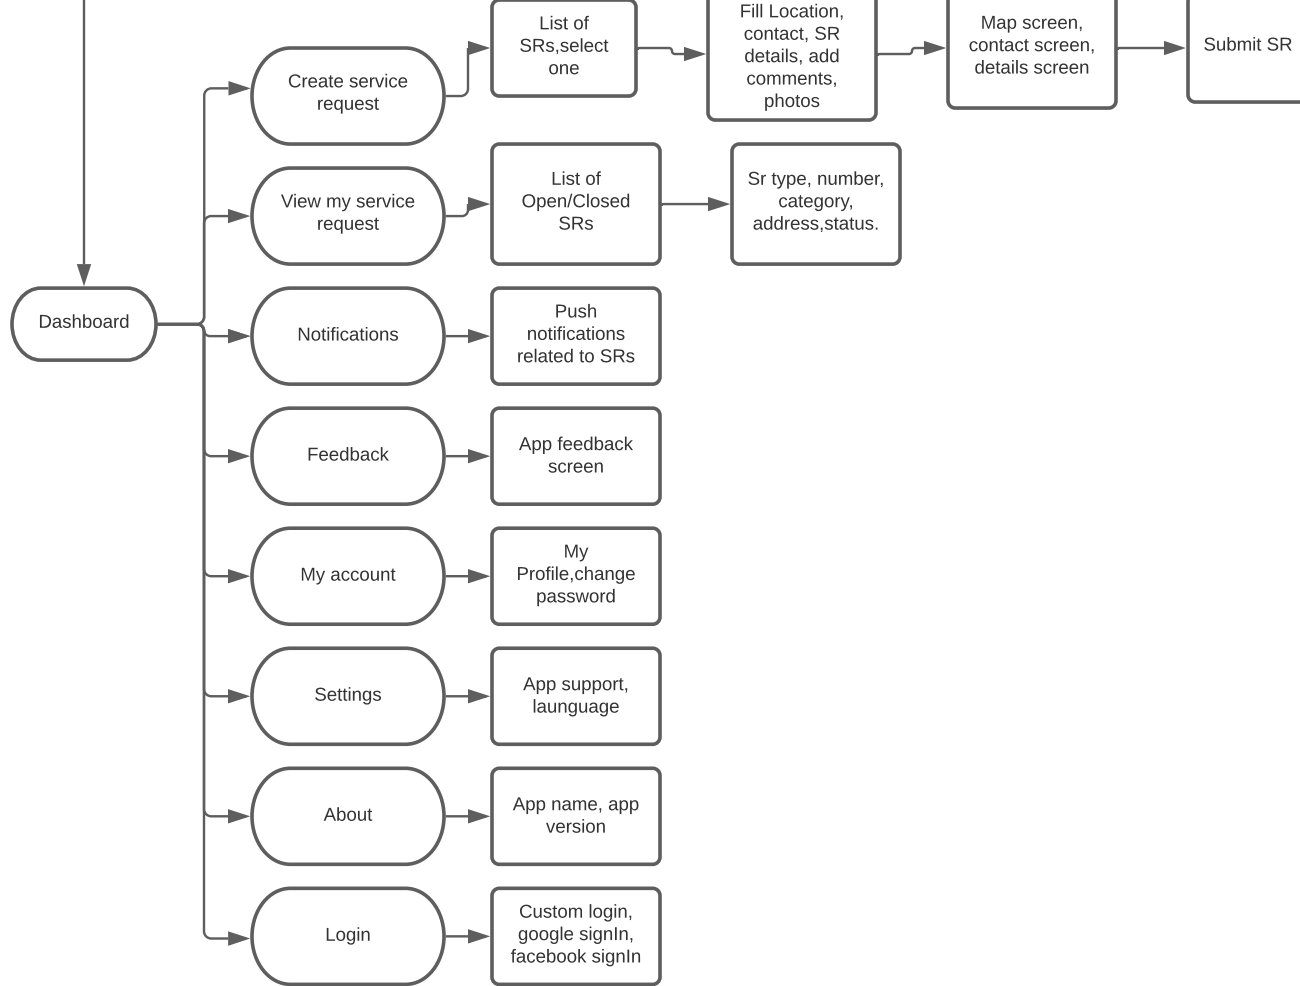 List of
SRs,select
one
Fill Location,
contact, SR
details, add
comments,
photos
Map screen,
contact screen,
details screen
Submit SR
Create service
request
View my service
request
List of
Open/Closed
SRs
Sr type, number,
category,
address,status.
Dashboard
Notifications
Push
notifications
related to SRs
Feedback
App feedback
screen
My account
My
Profile,change
password
Settings
App support,
launguage
About
App name, app
version
Login
Custom login,
google signIn,
facebook signIn